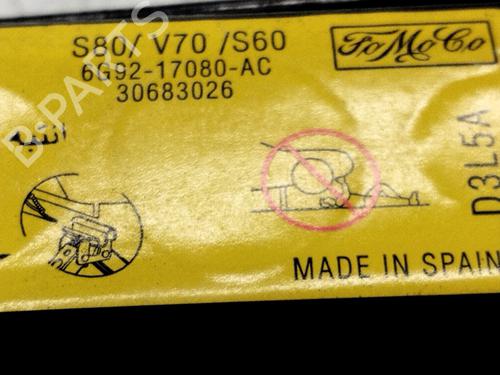 S80/ V70 /S60
FoMoCo
6G92-17080-AC
30683026
B-PARTS
D3L5A
MADE IN SPAIN